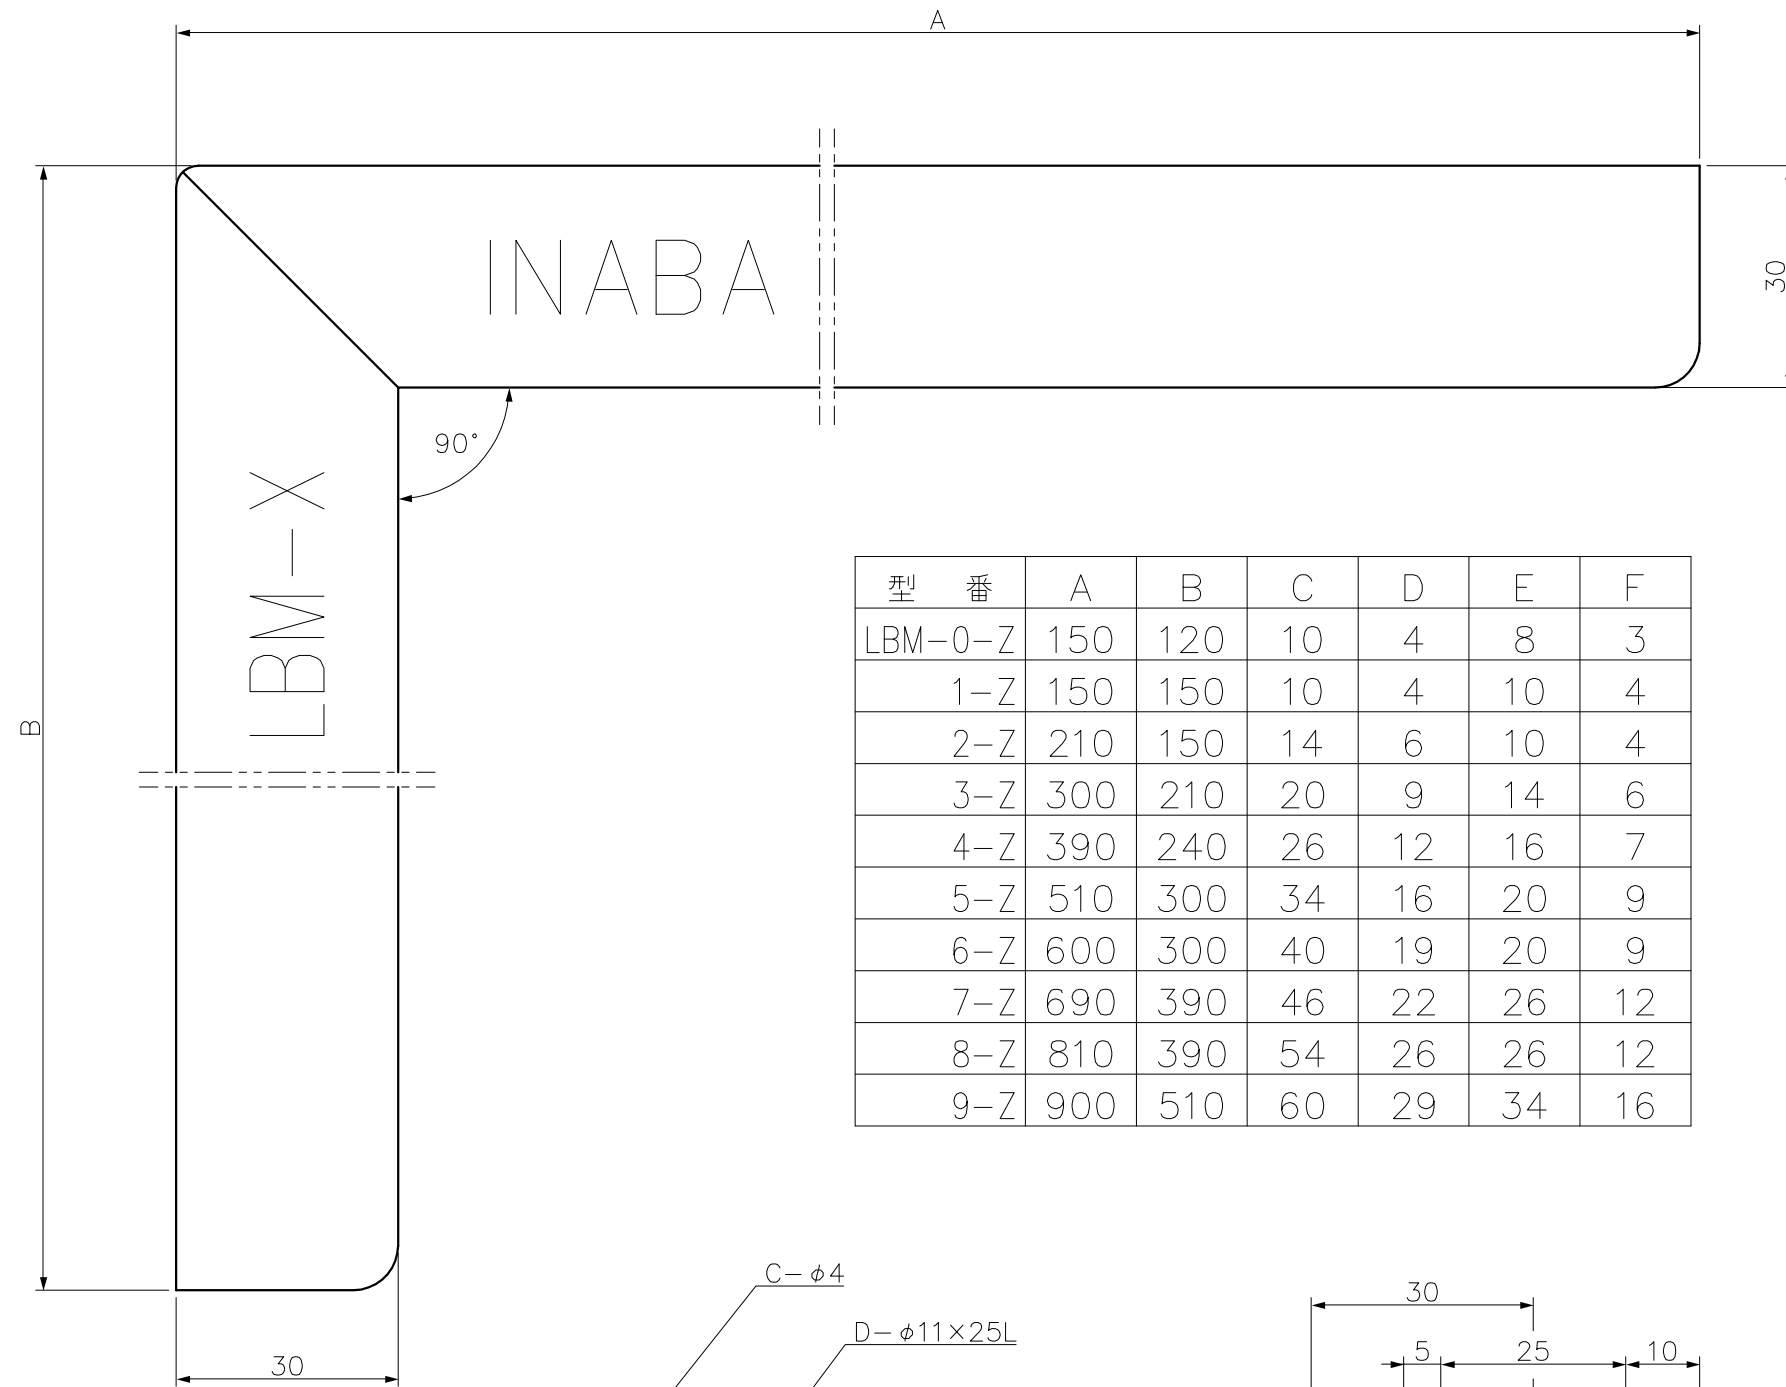 A
INABA
30
90°
LBM-X
B
型 番 A B C D E F
LBM-0-Z 150 120 10 4 8 3
1-Z 150 150 10 4 10 4
2-Z 210 150 14 6 10 4
3-Z 300 210 20 9 14 6
4-Z 390 240 26 12 16 7
5-Z 510 300 34 16 20 9
6-Z 600 300 40 19 20 9
7-Z 690 390 46 22 26 12
8-Z 810 390 54 26 26 12
9-Z 900 510 60 29 34 16
C-φ4
30
D-φ11×25L
30
5 25 10